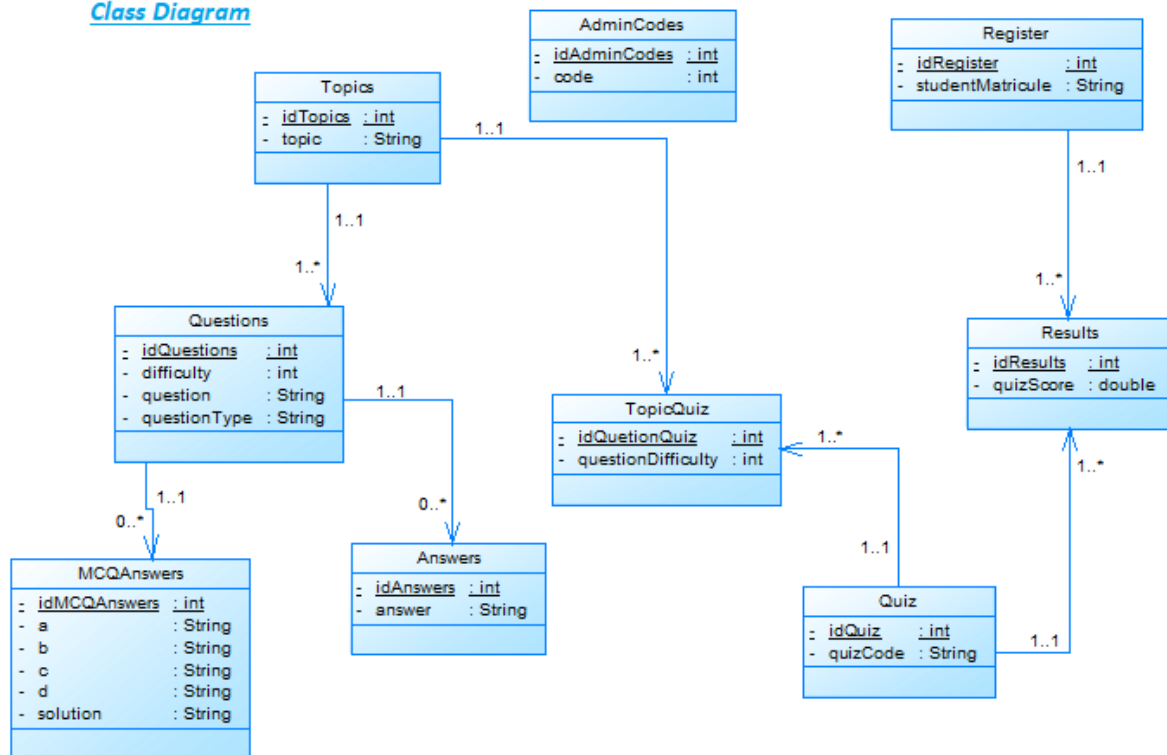 Class Diagram
AdminCodes
- idAdminCodes : int
- code : int
Register
- idRegister : int
- studentMatricule : String
Topics
- idTopics : int
- topic : String
1..1
1..1
1..1
1..*
1..*
1..*
Questions
- idQuestions : int
- difficulty : int
- question : String
- questionType : String
Results
- idResults : int
- quizScore : double
1..1
TopicQuiz
- idQuetionQuiz : int
- questionDifficulty : int
1..*
1..*
1..1
0..*
0..*
1..1
MCQAnswers
- idMCQAnswers : int
- a : String
- b : String
- c : String
- d : String
- solution : String
Answers
- idAnswers : int
- answer : String
Quiz
- idQuiz : int
- quizCode : String
1..1